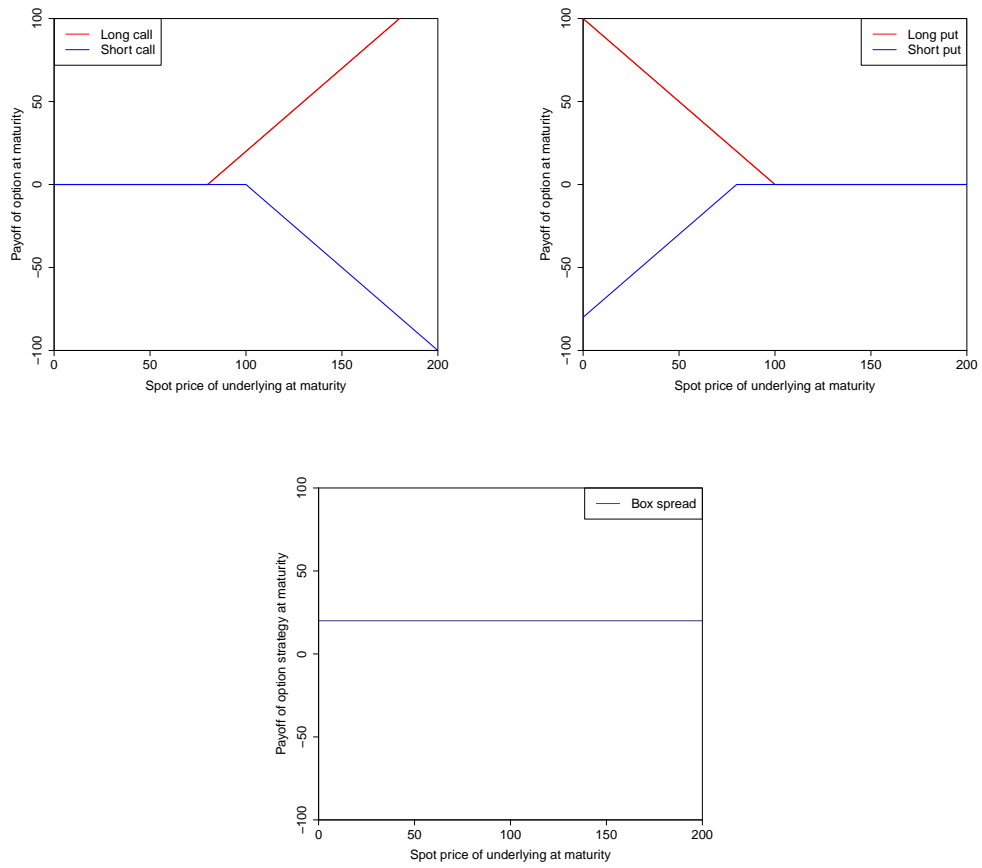 Long call
Short call
Payoff of option at maturity
100
50
0
−50
−100
0 50 100 150 200
Spot price of underlying at maturity
Long put
Short put
Payoff of option at maturity
100
50
0
−50
−100
0 50 100 150 200
Spot price of underlying at maturity
Box spread
Payoff of option strategy at maturity
100
50
0
−50
−100
0 50 100 150 200
Spot price of underlying at maturity